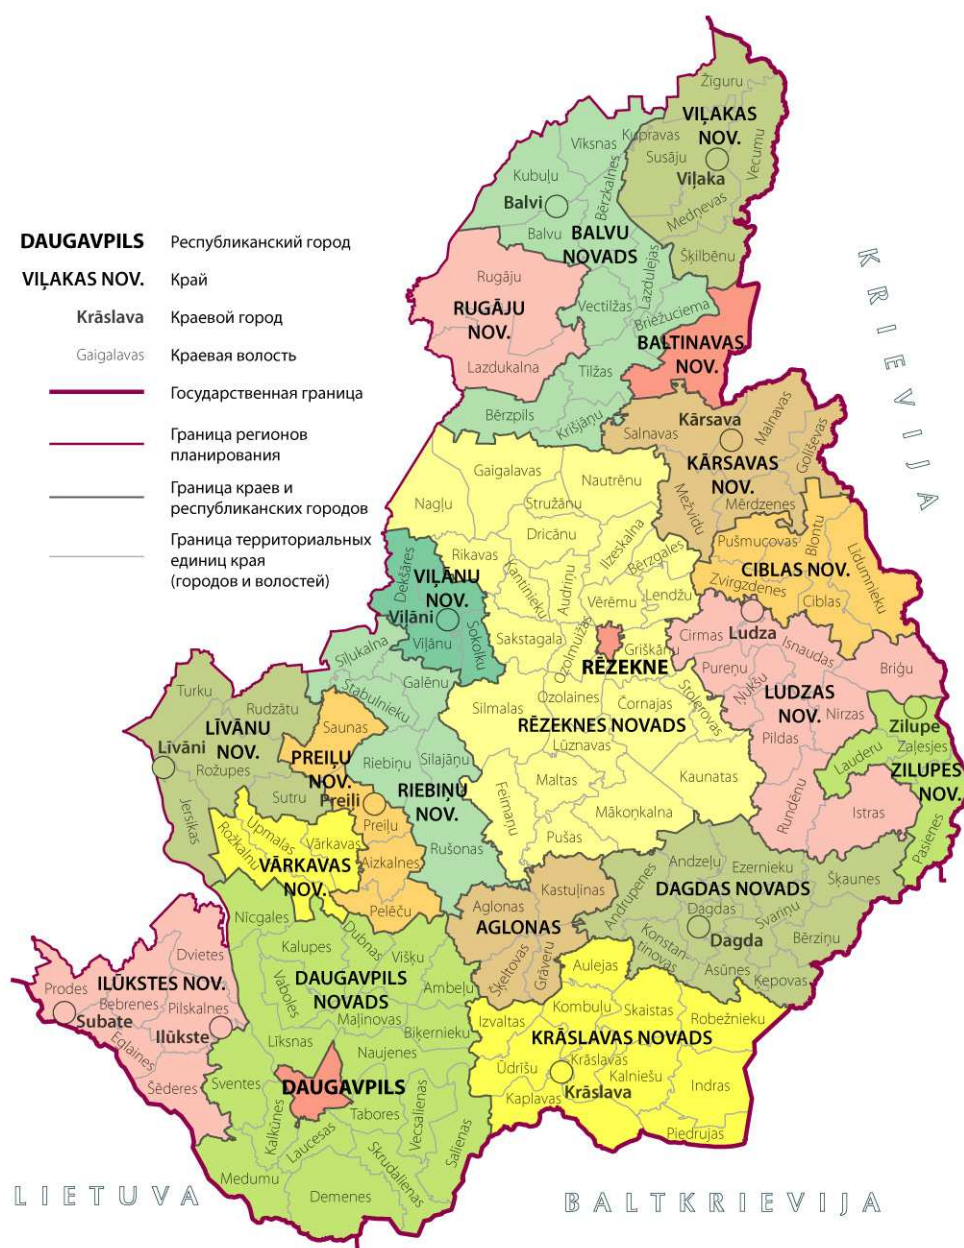 Žīguru
VIĻAKAS
NOV.
Kupravas
Susāju
Vecumu
Viļaka
Medņevas
Šķilbēnu
Viksnas
Kubuļu
Bērzkalnes
Balvi
Balvu
BALVU
NOVADS
Lazdulejas
Vectilžas
Briežuciema
Tilžas
Bērzpils
Krišjāņu
Rugāju
RUGĀJU
NOV.
Lazdukalna
BALTINAVAS
NOV.
DAUGAVPILS Республиканский город
VIĻAKAS NOV. Край
Krāslava Краевой город
Gaigalavas Краевая волость
Государственная граница
Граница регионов
планирования
Граница краев и
республиканских городов
Граница территориальных
единиц края
(городов и волостей)
KRIEVIJA
Kārsava
Salnavas
Malnavas
Goliševas
KĀRSAVAS
NOV.
Mežvidu
Mērdzenes
Pušmucovas
Blontu
Līdumnieku
CIBLAS NOV.
Zvirgzdenes
Ciblas
Gaigalavas
Nautrēnu
Nagļu
Stružānu
Dricānu
Ilzeskalna
Rikavas
Kantinieku
Audriņu
Bērzgales
Vērēmu
Lendžu
Sakstagala
Ozolmuižas
Griškānu
RĒZEKNE
Ozolaines
Silmalas
Čornajas
Stoļerovas
RĒZEKNES NOVADS
Lūznavas
Kaunatas
Feimaņu
Maltas
Mākoņkalna
Pušas
Dekšāres
VIĻĀNU
NOV.
Viļāni
Viļānu
Sokolku
Ludza
Cirmas
Isnaudas
Pureņu
Briģu
Ņukšu
LUDZAS
NOV.
Nirzas
Pildas
Rundēnu
Istras
Zilupe
Zaļesjes
Lauderu
ZILUPES
NOV.
Pasienes
Sīļukalna
Galēnu
Stabulnieku
Riebiņu
Silajāņu
RIEBIŅU
NOV.
Rušonas
Turku
Rudzātu
LĪVĀNU
NOV.
Līvāni
Rožupes
Sutru
Jersikas
Saunas
PREIĻU
NOV.
Preiļi
Preiļu
Aizkalnes
Pelēču
Rožkalnu
Upmalas
Vārkavas
VĀRKAVAS
NOV.
Kastuļinas
Aglonas
AGLONAS
Šķeltovas
Grāveru
Andzeļu
Ezernieku
Andrupenes
DAGDAS NOVADS
Šķaunes
Dagdas
Svariņu
Dagda
Konstan-
tinovas
Bērziņu
Asūnes
Ķepovas
Nīcgales
Dubnas
Kalupes
Višķu
Vaboles
DAUGAVPILS
NOVADS
Ambeļu
Maļinovas
Biķernieku
Līksnas
Naujenes
Sventes
DAUGAVPILS
Tabores
Vecsalienas
Kalkūnes
Laucesas
Skrudalienas
Salienas
Medumu
Demenes
Dvietes
Prodes
ILŪKSTES NOV.
Bebrenes
Pilskalnes
Subate
Ilūkste
Eglaines
Šēderes
Aulejas
Kombuļu
Skaistas
Izvaltas
Robežnieku
KRĀSLAVAS NOVADS
Ūdrīšu
Krāslavas
Kalniešu
Krāslava
Indras
Kaplavas
Piedrujas
LIETUVA
BALTKRIEVIJA